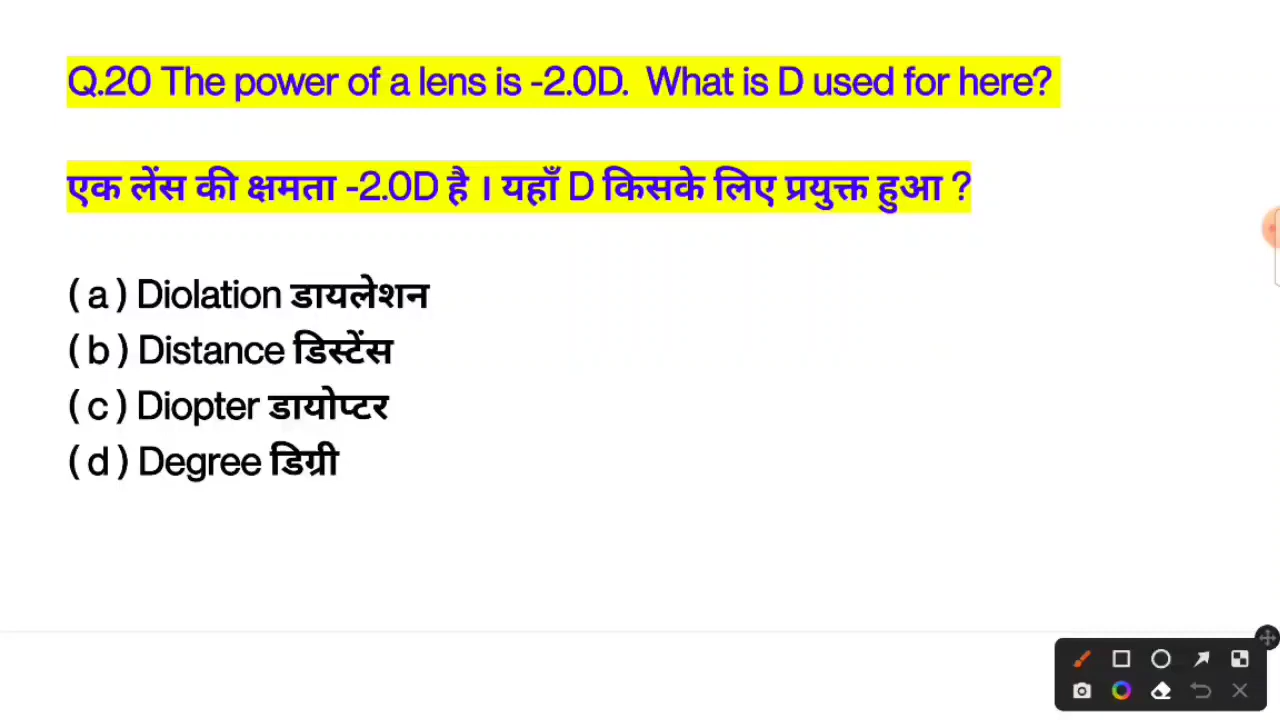 Q.20 The power of a lens is -2.0D. What is D used for here?
एक लेंस की क्षमता -2.0D है । यहाँ D किसके लिए प्रयुक्त हुआ ?
( a ) Diolation डायलेशन
( b ) Distance डिस्टेंस
( c ) Diopter डायोप्टर
( d ) Degree डिग्री